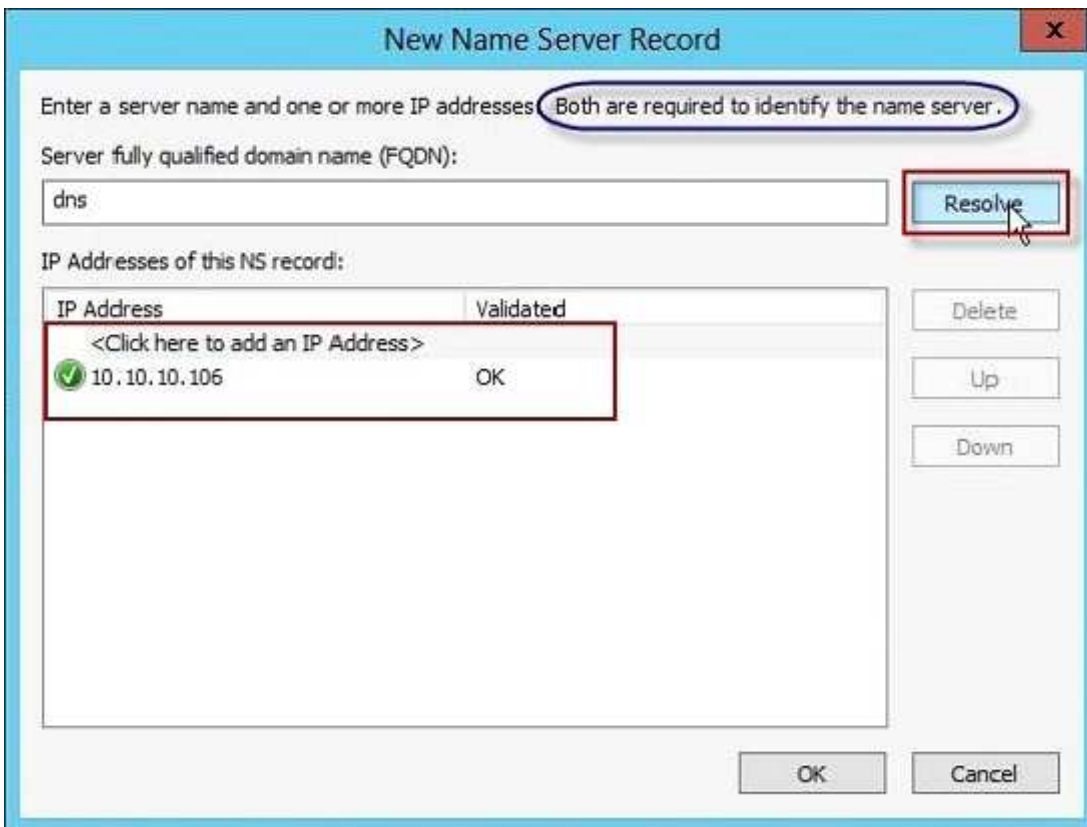 New Name Server Record
x
Enter a server name and one or more IP addresses. Both are required to identify the name server.
Server fully qualified domain name (FQDN):
dns
Resolve
IP Addresses of this NS record:
IP Address Validated
<Click here to add an IP Address>
10.10.10.106 OK
Delete
Up
Down
OK Cancel